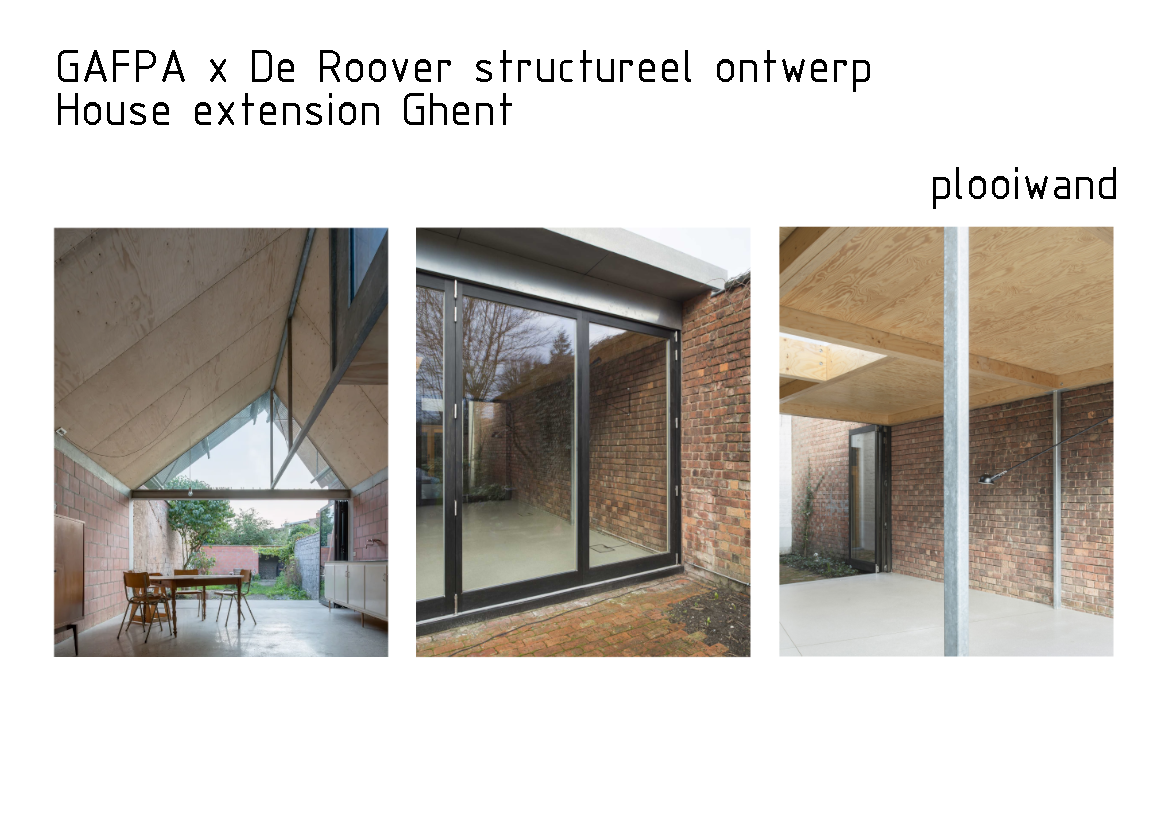 GAFPA x De Roover structureel ontwerp
House extension Ghent
plooiwand